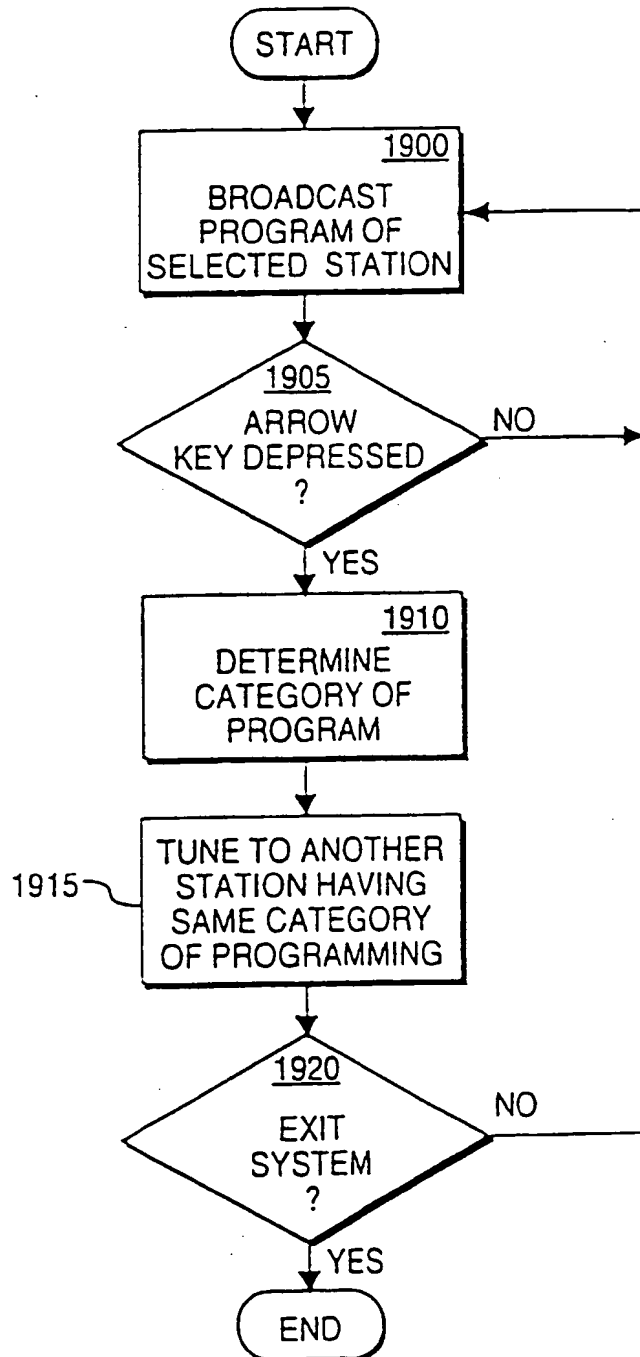 START
1900
BROADCAST
PROGRAM OF
SELECTED STATION
1905
ARROW
KEY DEPRESSED
?
NO
YES
1910
DETERMINE
CATEGORY OF
PROGRAM
1915
TUNE TO ANOTHER
STATION HAVING
SAME CATEGORY
OF PROGRAMMING
1920
EXIT
SYSTEM
?
NO
YES
END